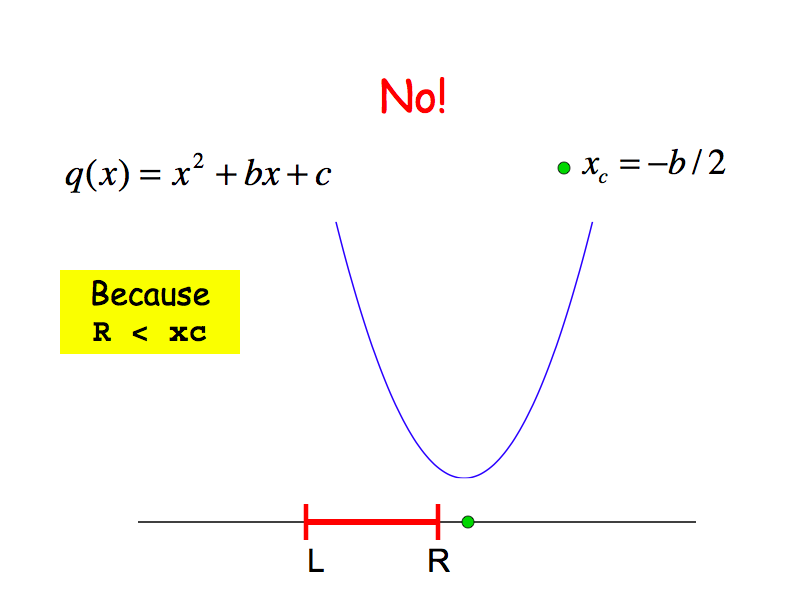 No!
q(x) = x² + bx + c
x_c = −b / 2
Because
R < xc
L R